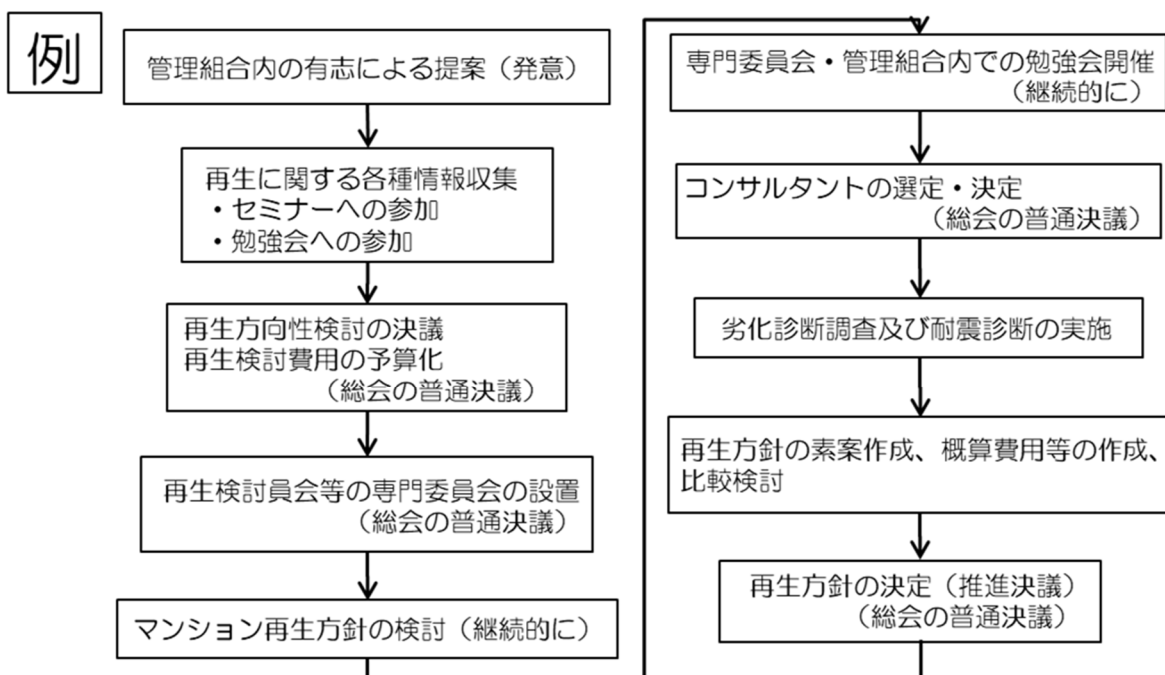 例
管理組合内の有志による提案（発意）
再生に関する各種情報収集
・セミナーへの参加
・勉強会への参加
再生方向性検討の決議
再生検討費用の予算化
（総会の普通決議）
再生検討員会等の専門委員会の設置
（総会の普通決議）
マンション再生方針の検討（継続的に）
専門委員会・管理組合内での勉強会開催
（継続的に）
コンサルタントの選定・決定
（総会の普通決議）
劣化診断調査及び耐震診断の実施
再生方針の素案作成、概算費用等の作成、
比較検討
再生方針の決定（推進決議）
（総会の普通決議）